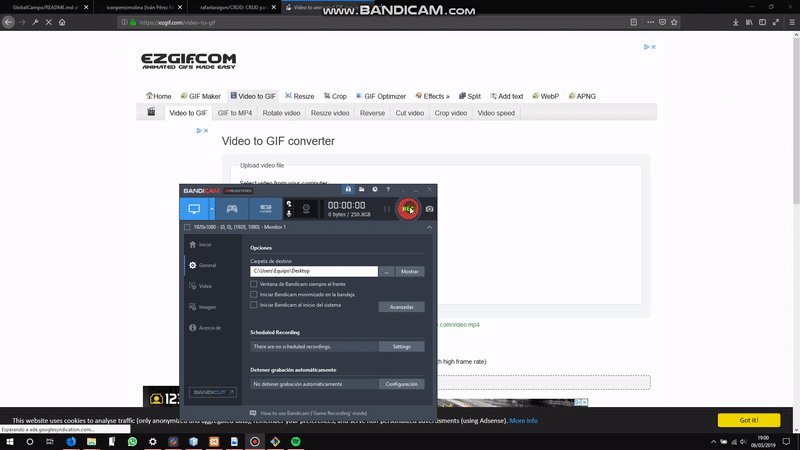 GlobalCampo/README.md at
ivanperezmolina (Iván Pérez M
rafaelaragon/CRUD: CRUD pa
Video to ani
www.BANDICAM.com
https://ezgif.com/video-to-gif
EZGIF.COM
ANIMATED GIFS MADE EASY
Home
GIF Maker
Video to GIF
Resize
Crop
GIF Optimizer
Effects »
Split
Add text
WebP
APNG
Video to GIF
GIF to MP4
Rotate video
Resize video
Reverse
Cut video
Crop video
Video speed
Video to GIF converter
Upload video file
Select video from your computer
BANDICAM
UNREGISTERED
00:00:00
0 bytes / 250.8GB
REC
1920x1080 - (0, 0), (1920, 1080) - Monitor 1
Inicio
General
Video
Imagen
Acerca de
Opciones
Carpeta de destino
C:\Users\Equipo\Desktop
...
Mostrar
Ventana de Bandicam siempre al frente
Iniciar Bandicam minimizado en la bandeja
Iniciar Bandicam al inicio del sistema
Avanzadas
Scheduled Recording
There are no scheduled recordings.
Settings
Detener grabación automáticamente
No detener grabación automáticamente
Configuración
BANDICUT
How to use Bandicam ('Game Recording' mode)
com/video.mp4
th high frame rate)
This website uses cookies to analyse traffic (only anonymized and aggregated), remember your preferences, and serve non-personalized advertisments (using Adsense). More info
Got it!
Esperando a ade.googlesyndication.com...
19:00
06/03/2019